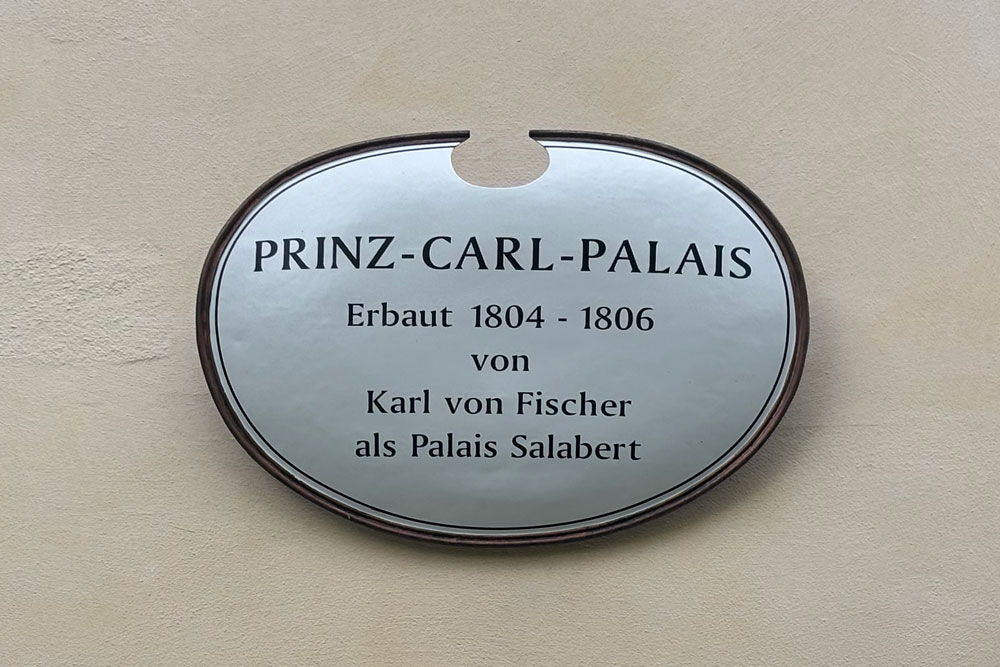 PRINZ-CARL-PALAIS
Erbaut 1804 - 1806
von
Karl von Fischer
als Palais Salabert